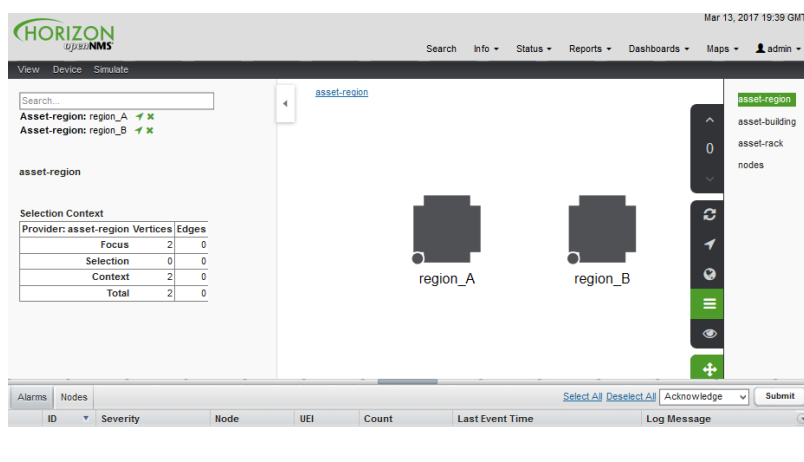 Mar 13, 2017 19:39 GMT
HORIZON
openNMS
Search Info Status Reports Dashboards Maps admin
View Device Simulate
Search...
Asset-region: region_A
Asset-region: region_B
asset-region
Selection Context
Provider: asset-region Vertices Edges
Focus 2 0
Selection 0 0
Context 2 0
Total 2 0
asset-region
region_A region_B
0
asset-region
asset-building
asset-rack
nodes
Alarms Nodes Select All Deselect All Acknowledge Submit
ID Severity Node UEI Count Last Event Time Log Message